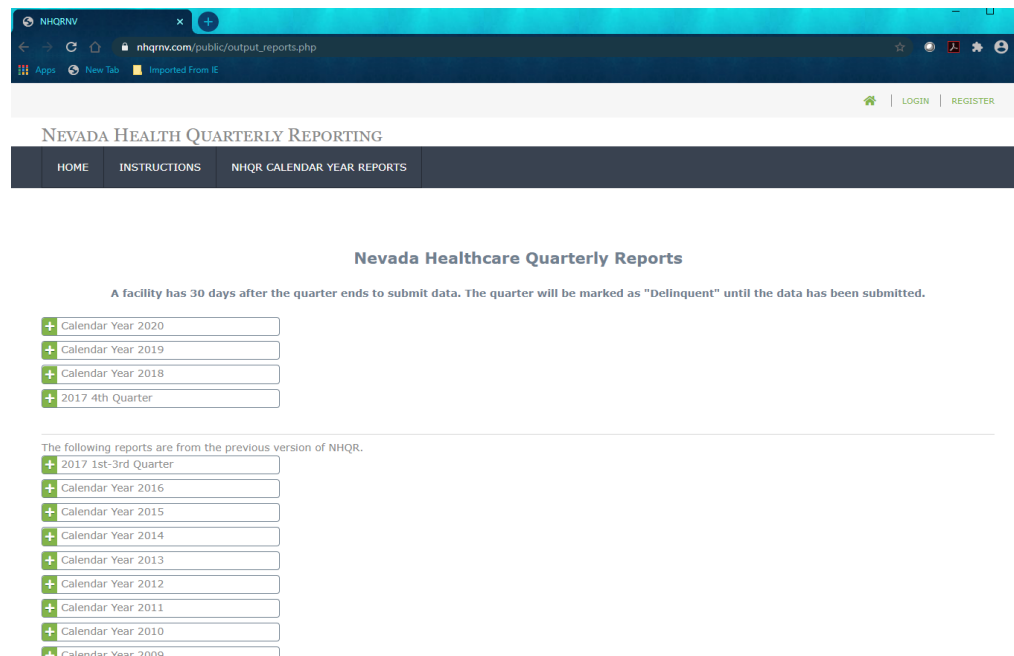 NHQRNV
nhqrnv.com/public/output_reports.php
Apps New Tab Imported From IE
LOGIN REGISTER
NEVADA HEALTH QUARTERLY REPORTING
HOME INSTRUCTIONS NHQR CALENDAR YEAR REPORTS
Nevada Healthcare Quarterly Reports
A facility has 30 days after the quarter ends to submit data. The quarter will be marked as "Delinquent" until the data has been submitted.
Calendar Year 2020
Calendar Year 2019
Calendar Year 2018
2017 4th Quarter
The following reports are from the previous version of NHQR.
2017 1st-3rd Quarter
Calendar Year 2016
Calendar Year 2015
Calendar Year 2014
Calendar Year 2013
Calendar Year 2012
Calendar Year 2011
Calendar Year 2010
Calendar Year 2009